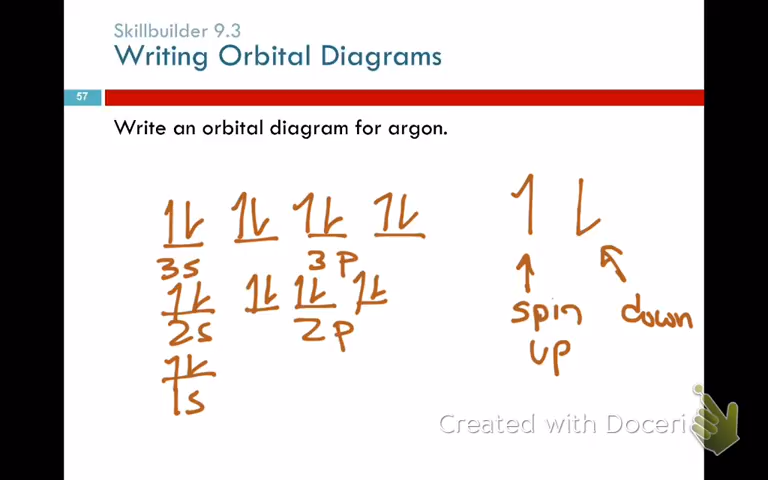 Skillbuilder 9.3
Writing Orbital Diagrams
57
Write an orbital diagram for argon.
3s 3p
2s 2p
1s
spin down
up
Created with Doceri